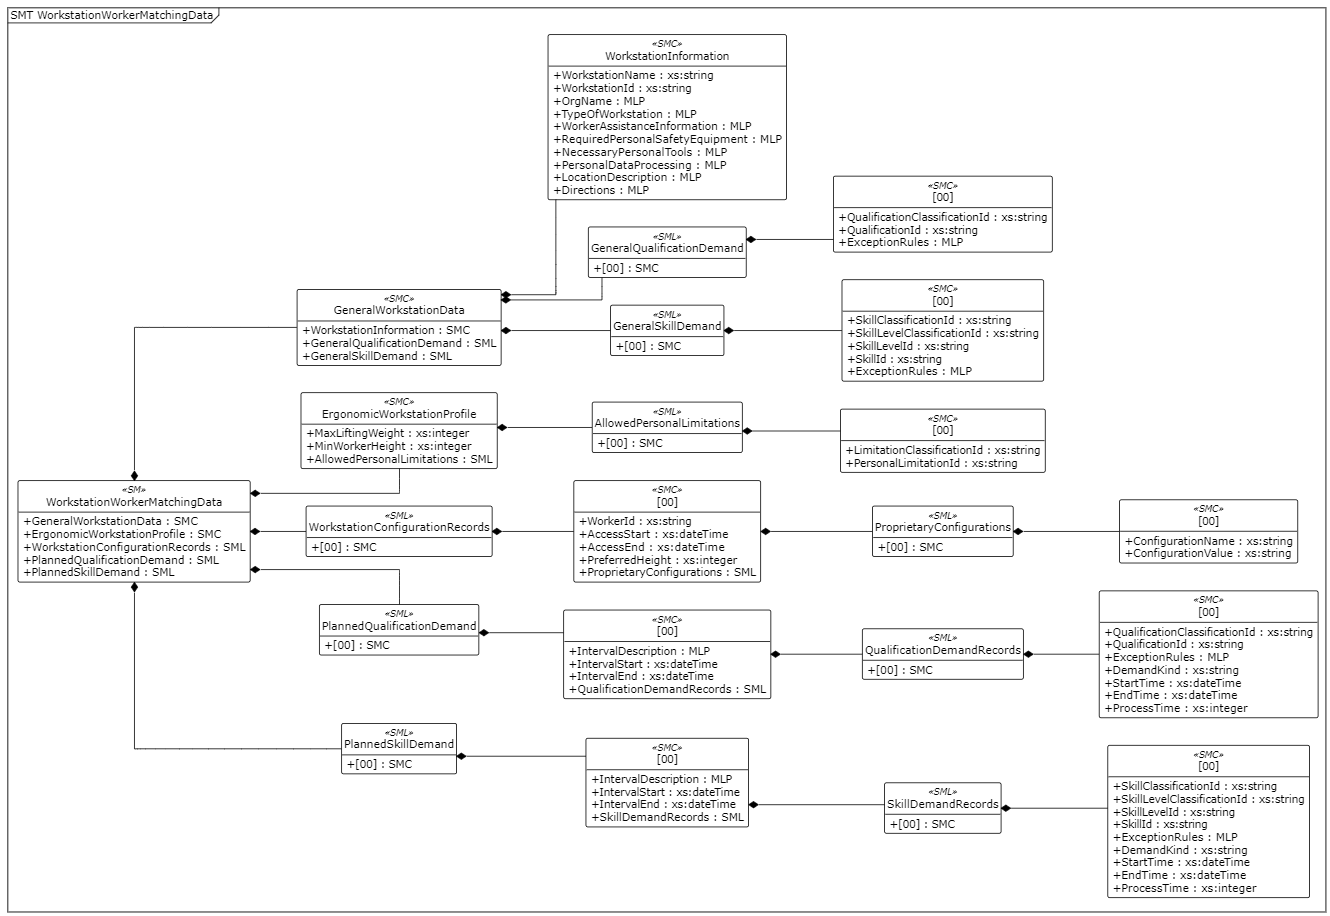 SMT WorkstationWorkerMatchingData
«SMC»
WorkstationInformation
+WorkstationName : xs:string
+WorkstationId : xs:string
+OrgName : MLP
+TypeOfWorkstation : MLP
+WorkerAssistanceInformation : MLP
+RequiredPersonalSafetyEquipment : MLP
+NecessaryPersonalTools : MLP
+PersonalDataProcessing : MLP
+LocationDescription : MLP
+Directions : MLP
«SMC»
[00]
+QualificationClassificationId : xs:string
+QualificationId : xs:string
+ExceptionRules : MLP
«SML»
GeneralQualificationDemand
+[00] : SMC
«SMC»
GeneralWorkstationData
+WorkstationInformation : SMC
+GeneralQualificationDemand : SML
+GeneralSkillDemand : SML
«SML»
GeneralSkillDemand
+[00] : SMC
«SMC»
[00]
+SkillClassificationId : xs:string
+SkillLevelClassificationId : xs:string
+SkillLevelId : xs:string
+SkillId : xs:string
+ExceptionRules : MLP
«SMC»
ErgonomicWorkstationProfile
+MaxLiftingWeight : xs:integer
+MinWorkerHeight : xs:integer
+AllowedPersonalLimitations : SML
«SML»
AllowedPersonalLimitations
+[00] : SMC
«SMC»
[00]
+LimitationClassificationId : xs:string
+PersonalLimitationId : xs:string
«SM»
WorkstationWorkerMatchingData
+GeneralWorkstationData : SMC
+ErgonomicWorkstationProfile : SMC
+WorkstationConfigurationRecords : SML
+PlannedQualificationDemand : SML
+PlannedSkillDemand : SML
«SML»
WorkstationConfigurationRecords
+[00] : SMC
«SMC»
[00]
+WorkerId : xs:string
+AccessStart : xs:dateTime
+AccessEnd : xs:dateTime
+PreferredHeight : xs:integer
+ProprietaryConfigurations : SML
«SML»
ProprietaryConfigurations
+[00] : SMC
«SMC»
[00]
+ConfigurationName : xs:string
+ConfigurationValue : xs:string
«SML»
PlannedQualificationDemand
+[00] : SMC
«SMC»
[00]
+IntervalDescription : MLP
+IntervalStart : xs:dateTime
+IntervalEnd : xs:dateTime
+QualificationDemandRecords : SML
«SML»
QualificationDemandRecords
+[00] : SMC
«SMC»
[00]
+QualificationClassificationId : xs:string
+QualificationId : xs:string
+ExceptionRules : MLP
+DemandKind : xs:string
+StartTime : xs:dateTime
+EndTime : xs:dateTime
+ProcessTime : xs:integer
«SML»
PlannedSkillDemand
+[00] : SMC
«SMC»
[00]
+IntervalDescription : MLP
+IntervalStart : xs:dateTime
+IntervalEnd : xs:dateTime
+SkillDemandRecords : SML
«SML»
SkillDemandRecords
+[00] : SMC
«SMC»
[00]
+SkillClassificationId : xs:string
+SkillLevelClassificationId : xs:string
+SkillLevelId : xs:string
+SkillId : xs:string
+ExceptionRules : MLP
+DemandKind : xs:string
+StartTime : xs:dateTime
+EndTime : xs:dateTime
+ProcessTime : xs:integer